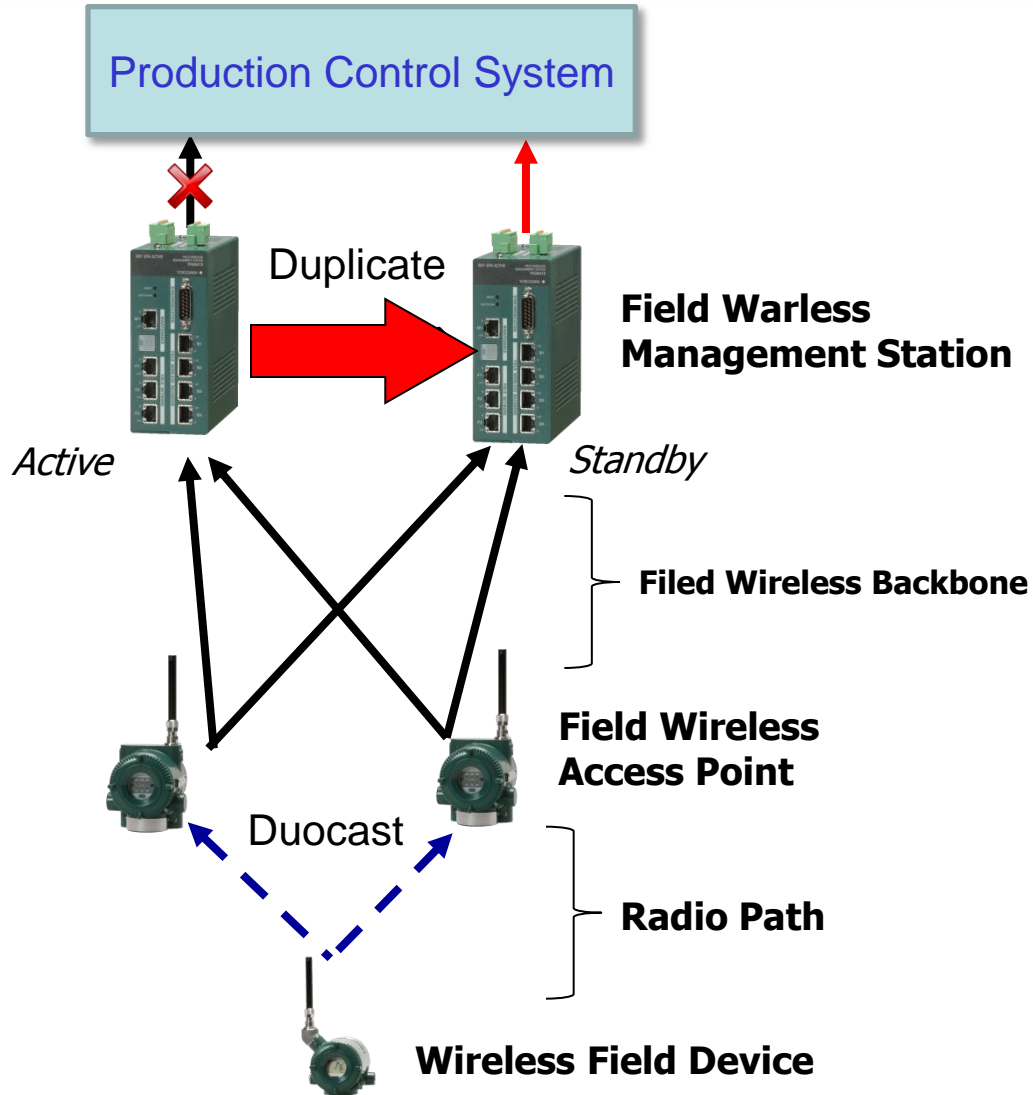 Production Control System
Duplicate
Field Warless
Management Station
Active
Standby
Filed Wireless Backbone
Field Wireless
Access Point
Duocast
Radio Path
Wireless Field Device